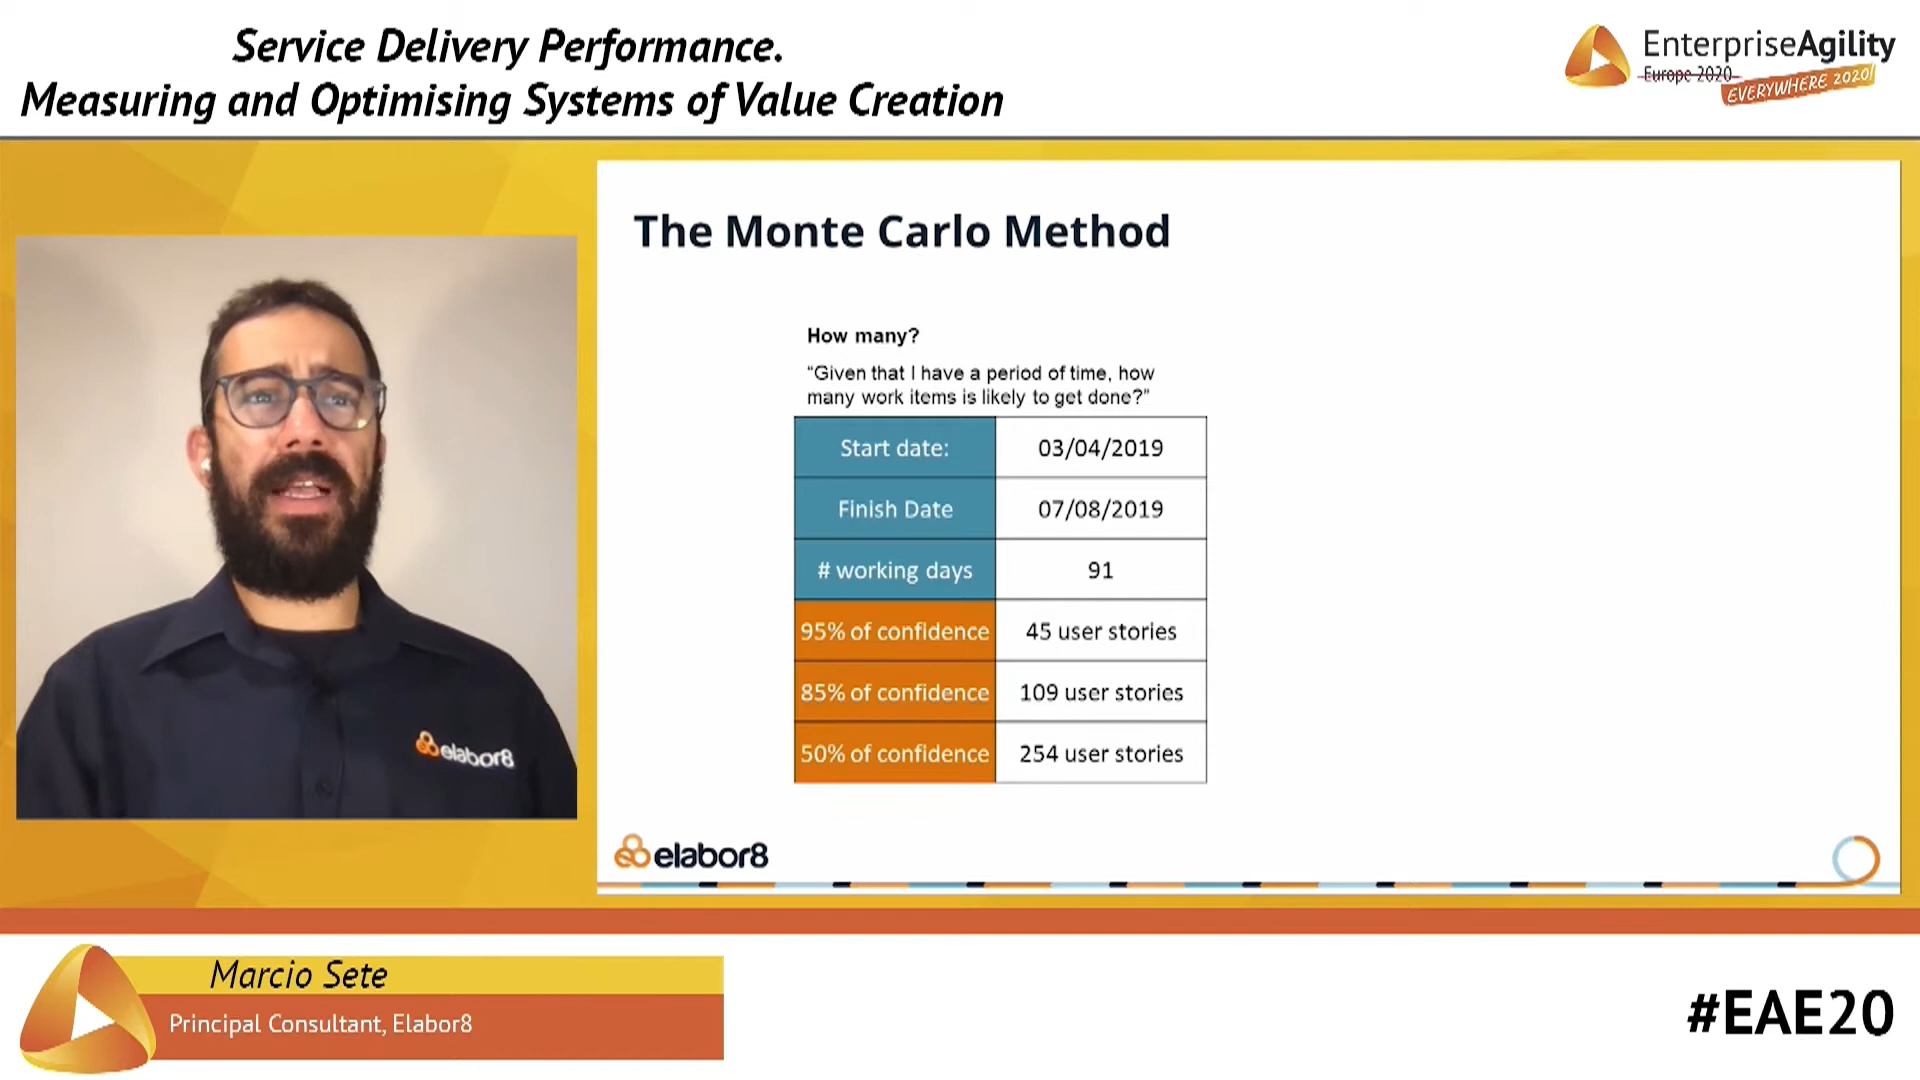 Service Delivery Performance.
Measuring and Optimising Systems of Value Creation
EnterpriseAgility
Europe 2020
EVERYWHERE 2020!
The Monte Carlo Method
How many?
“Given that I have a period of time, how
many work items is likely to get done?”
Start date: 03/04/2019
Finish Date 07/08/2019
# working days 91
95% of confidence 45 user stories
85% of confidence 109 user stories
50% of confidence 254 user stories
elabor8
elabor8
Marcio Sete
Principal Consultant, Elabor8
#EAE20